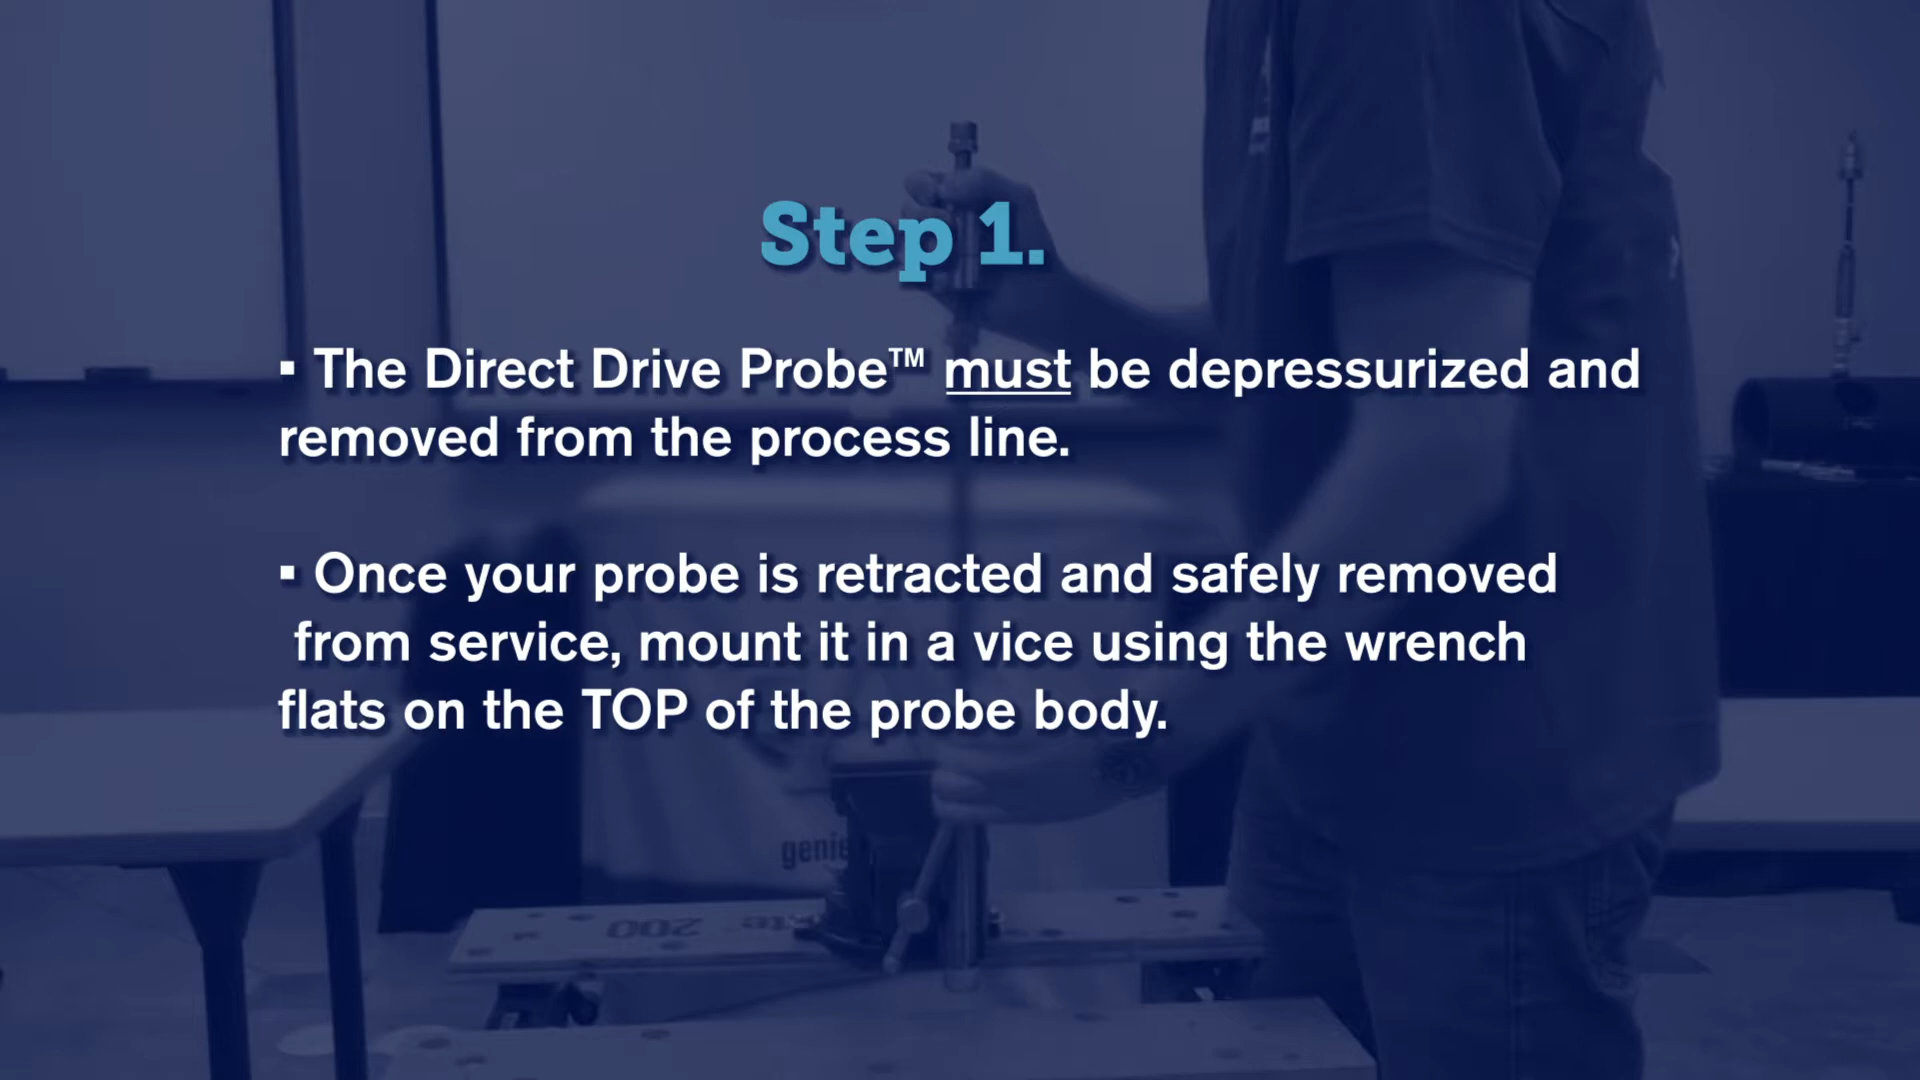 Step 1.
▪ The Direct Drive Probe™ must be depressurized and
removed from the process line.
▪ Once your probe is retracted and safely removed
from service, mount it in a vice using the wrench
flats on the TOP of the probe body.
genie
200